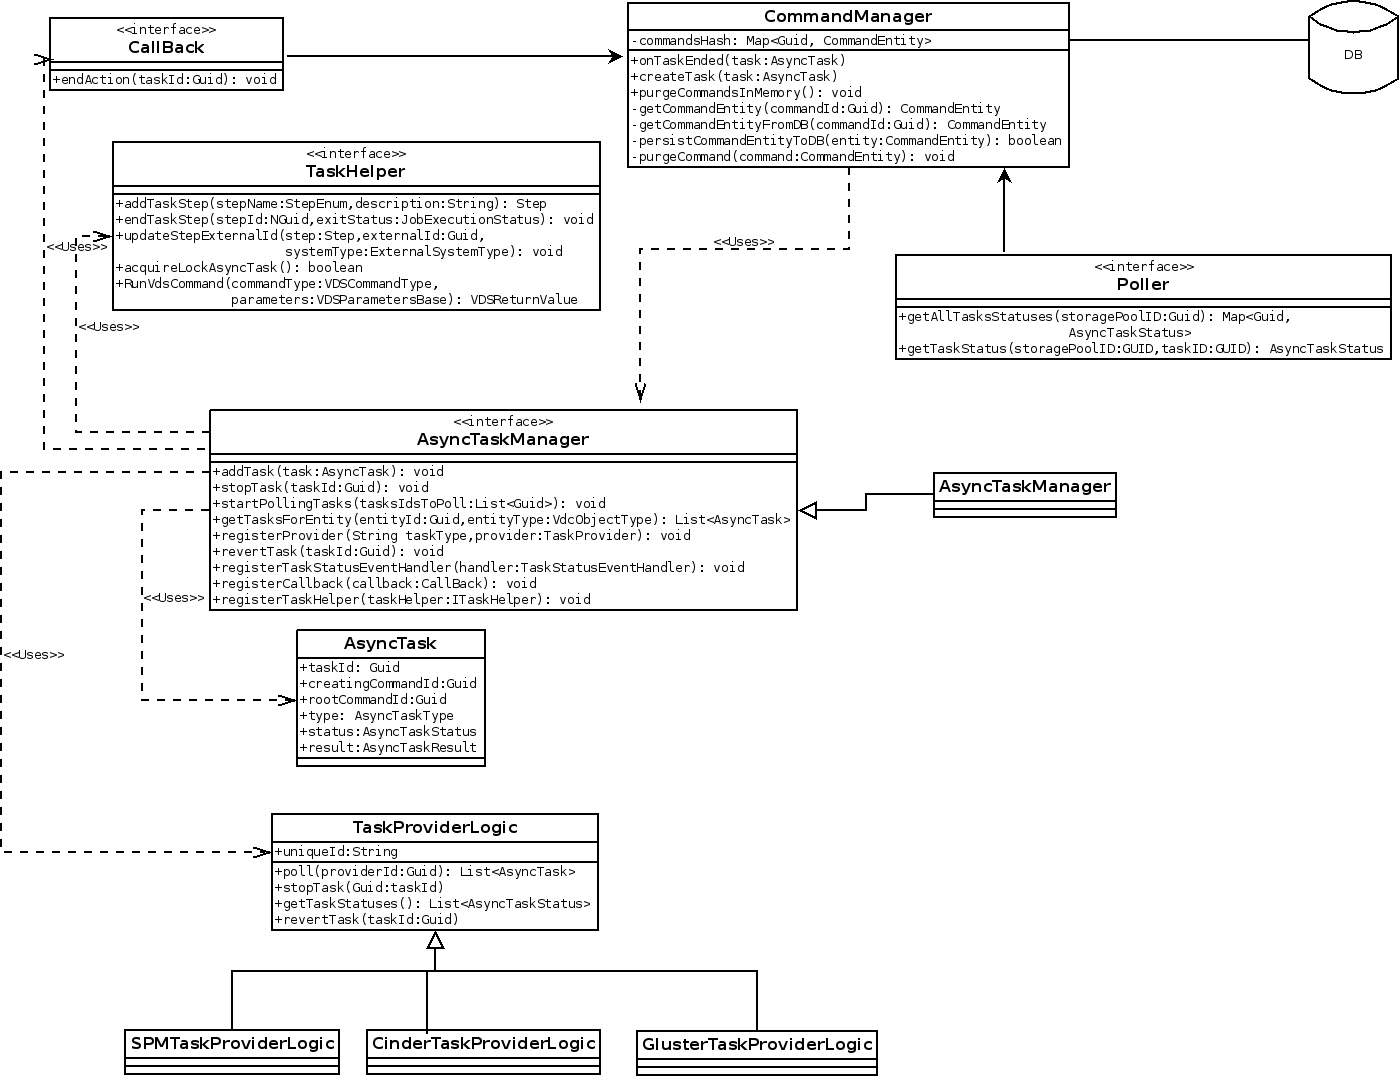 <<interface>>
CallBack
+endAction(taskId:Guid): void
CommandManager
-commandsHash: Map<Guid, CommandEntity>
+onTaskEnded(task:AsyncTask)
+createTask(task:AsyncTask)
+purgeCommandsInMemory(): void
-getCommandEntity(commandId:Guid): CommandEntity
-getCommandEntityFromDB(commandId:Guid): CommandEntity
-persistCommandEntityToDB(entity:CommandEntity): boolean
-purgeCommand(command:CommandEntity): void
DB
<<interface>>
TaskHelper
+addTaskStep(stepName:StepEnum,description:String): Step
+endTaskStep(stepId:NGuid,exitStatus:JobExecutionStatus): void
+updateStepExternalId(step:Step,externalId:Guid,
systemType:ExternalSystemType): void
+acquireLockAsyncTask(): boolean
+RunVdsCommand(commandType:VDSCommandType,
parameters:VDSParametersBase): VDSReturnValue
<<Uses>>
<<Uses>>
<<Uses>>
<<interface>>
Poller
+getAllTasksStatuses(storagePoolID:Guid): Map<Guid,
AsyncTaskStatus>
+getTaskStatus(storagePoolID:GUID,taskID:GUID): AsyncTaskStatus
<<interface>>
AsyncTaskManager
+addTask(task:AsyncTask): void
+stopTask(taskId:Guid): void
+startPollingTasks(tasksIdsToPoll:List<Guid>): void
+getTasksForEntity(entityId:Guid,entityType:VdcObjectType): List<AsyncTask>
+registerProvider(String taskType,provider:TaskProvider): void
+revertTask(taskId:Guid): void
+registerTaskStatusEventHandler(handler:TaskStatusEventHandler): void
+registerCallback(callback:CallBack): void
+registerTaskHelper(taskHelper:ITaskHelper): void
AsyncTaskManager
<<Uses>>
<<Uses>>
AsyncTask
+taskId: Guid
+creatingCommandId:Guid
+rootCommandId:Guid
+type: AsyncTaskType
+status:AsyncTaskStatus
+result:AsyncTaskResult
TaskProviderLogic
+uniqueId:String
+poll(providerId:Guid): List<AsyncTask>
+stopTask(Guid:taskId)
+getTaskStatuses(): List<AsyncTaskStatus>
+revertTask(taskId:Guid)
SPMTaskProviderLogic
CinderTaskProviderLogic
GlusterTaskProviderLogic